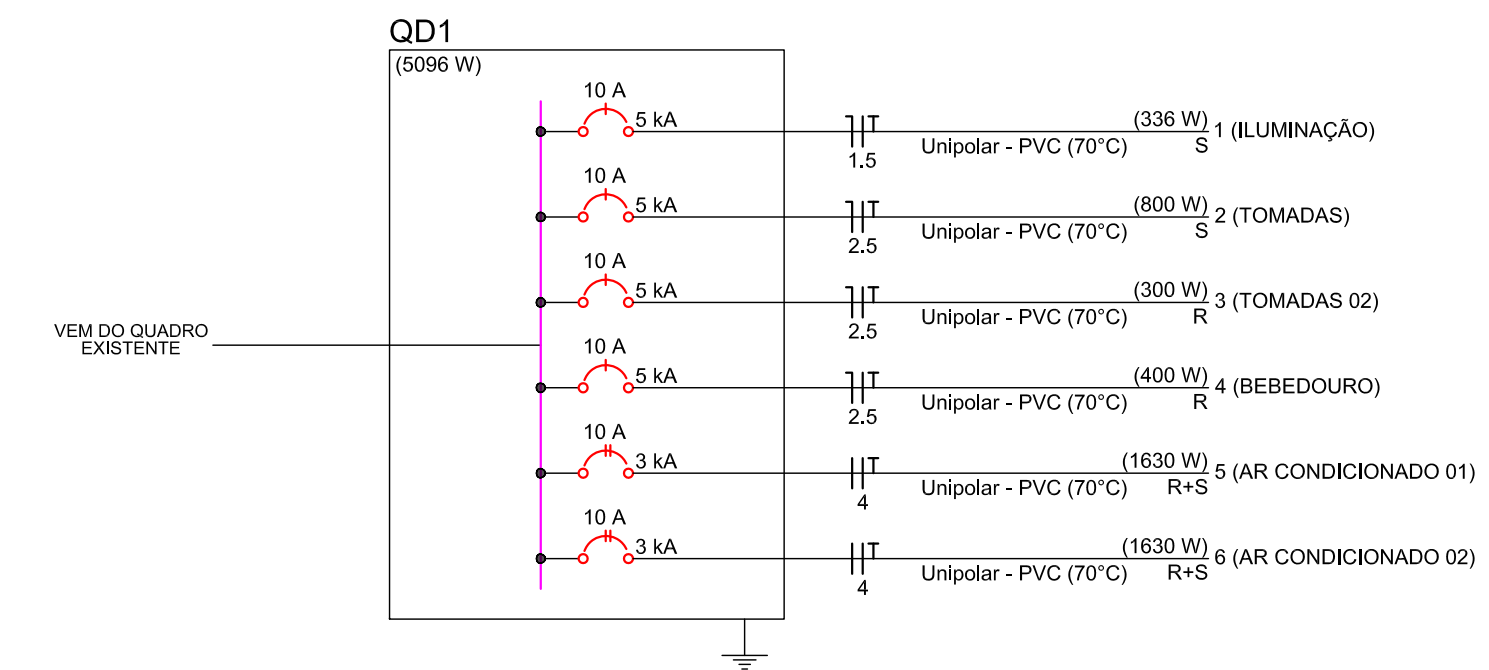 QD1
(5096 W)
10 A
5 kA
1.5
Unipolar - PVC (70°C)
(336 W)
S
1 (ILUMINAÇÃO)
10 A
5 kA
2.5
Unipolar - PVC (70°C)
(800 W)
S
2 (TOMADAS)
10 A
5 kA
2.5
Unipolar - PVC (70°C)
(300 W)
R
3 (TOMADAS 02)
VEM DO QUADRO
EXISTENTE
10 A
5 kA
2.5
Unipolar - PVC (70°C)
(400 W)
R
4 (BEBEDOURO)
10 A
3 kA
4
Unipolar - PVC (70°C)
(1630 W)
R+S
5 (AR CONDICIONADO 01)
10 A
3 kA
4
Unipolar - PVC (70°C)
(1630 W)
R+S
6 (AR CONDICIONADO 02)